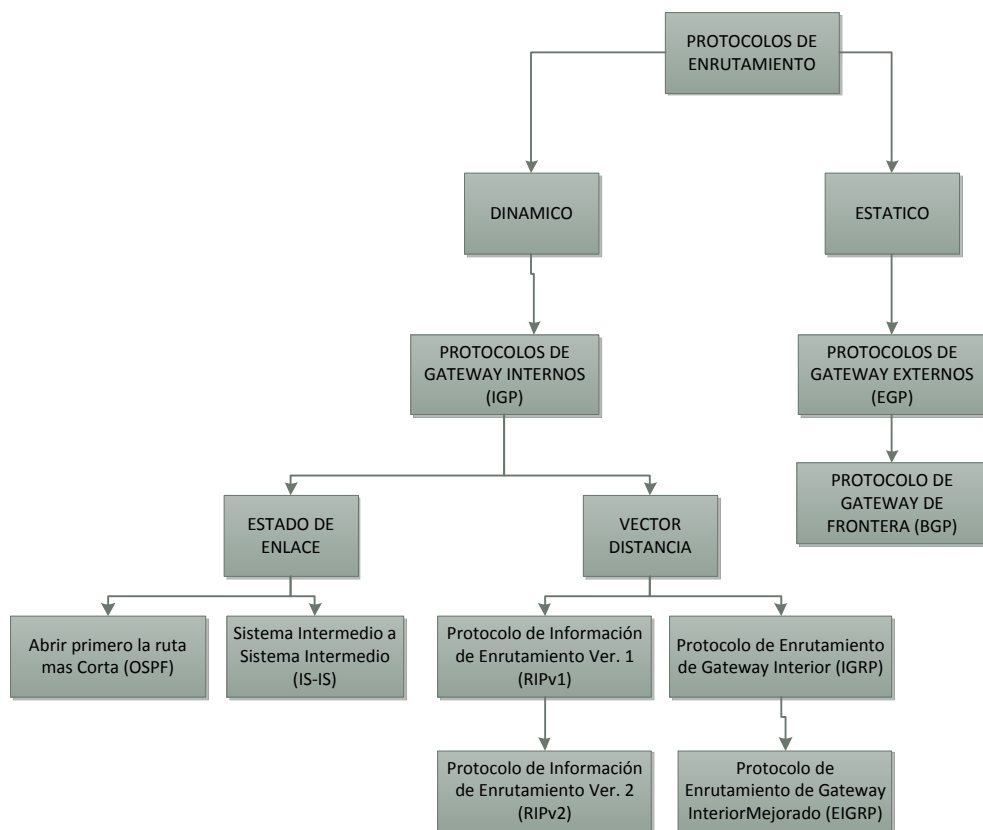 PROTOCOLOS DE
ENRUTAMIENTO
DINAMICO
ESTATICO
PROTOCOLOS DE
GATEWAY INTERNOS
(IGP)
PROTOCOLOS DE
GATEWAY EXTERNOS
(EGP)
PROTOCOLO DE
GATEWAY DE
FRONTERA (BGP)
ESTADO DE
ENLACE
VECTOR
DISTANCIA
Abrir primero la ruta
mas Corta (OSPF)
Sistema Intermedio a
Sistema Intermedio
(IS-IS)
Protocolo de Información
de Enrutamiento Ver. 1
(RIPv1)
Protocolo de Enrutamiento
de Gateway Interior (IGRP)
Protocolo de Información
de Enrutamiento Ver. 2
(RIPv2)
Protocolo de
Enrutamiento de Gateway
InteriorMejorado (EIGRP)